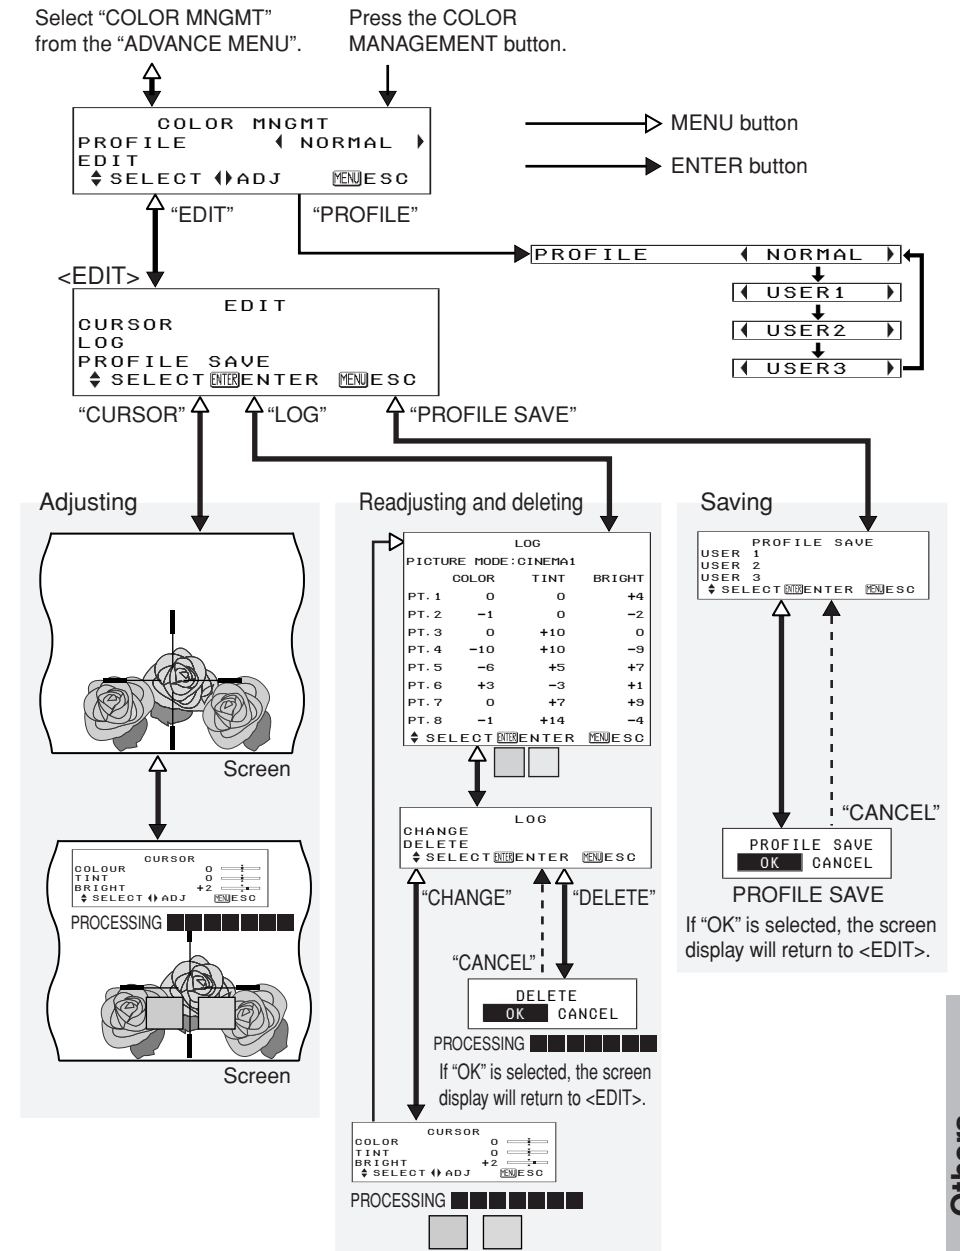 Select “COLOR MNGMT”
from the “ADVANCE MENU”.
Press the COLOR
MANAGEMENT button.
COLOR MNGMT
PROFILE NORMAL
EDIT
SELECT ADJ MENU ESC
MENU button
ENTER button
“EDIT”
“PROFILE”
PROFILE NORMAL
USER1
USER2
USER3
<EDIT>
EDIT
CURSOR
LOG
PROFILE SAVE
SELECT ENTER ENTER MENU ESC
“CURSOR”
“LOG”
“PROFILE SAVE”
Adjusting
Screen
CURSOR
COLOUR 0
TINT 0
BRIGHT +2
SELECT ADJ MENU ESC
PROCESSING
Screen
Readjusting and deleting
LOG
PICTURE MODE:CINEMA1
COLOR TINT BRIGHT
PT.1 0 0 +4
PT.2 −1 0 −2
PT.3 0 +10 0
PT.4 −10 +10 −9
PT.5 −6 +5 +7
PT.6 +3 −3 +1
PT.7 0 +7 +9
PT.8 −1 +14 −4
SELECT ENTER ENTER MENU ESC
LOG
CHANGE
DELETE
SELECT ENTER ENTER MENU ESC
“CHANGE”
“DELETE”
“CANCEL”
DELETE
OK CANCEL
PROCESSING
If “OK” is selected, the screen
display will return to <EDIT>.
CURSOR
COLOR 0
TINT 0
BRIGHT +2
SELECT ADJ MENU ESC
PROCESSING
Saving
PROFILE SAVE
USER 1
USER 2
USER 3
SELECT ENTER ENTER MENU ESC
“CANCEL”
PROFILE SAVE
OK CANCEL
PROFILE SAVE
If “OK” is selected, the screen
display will return to <EDIT>.
Others